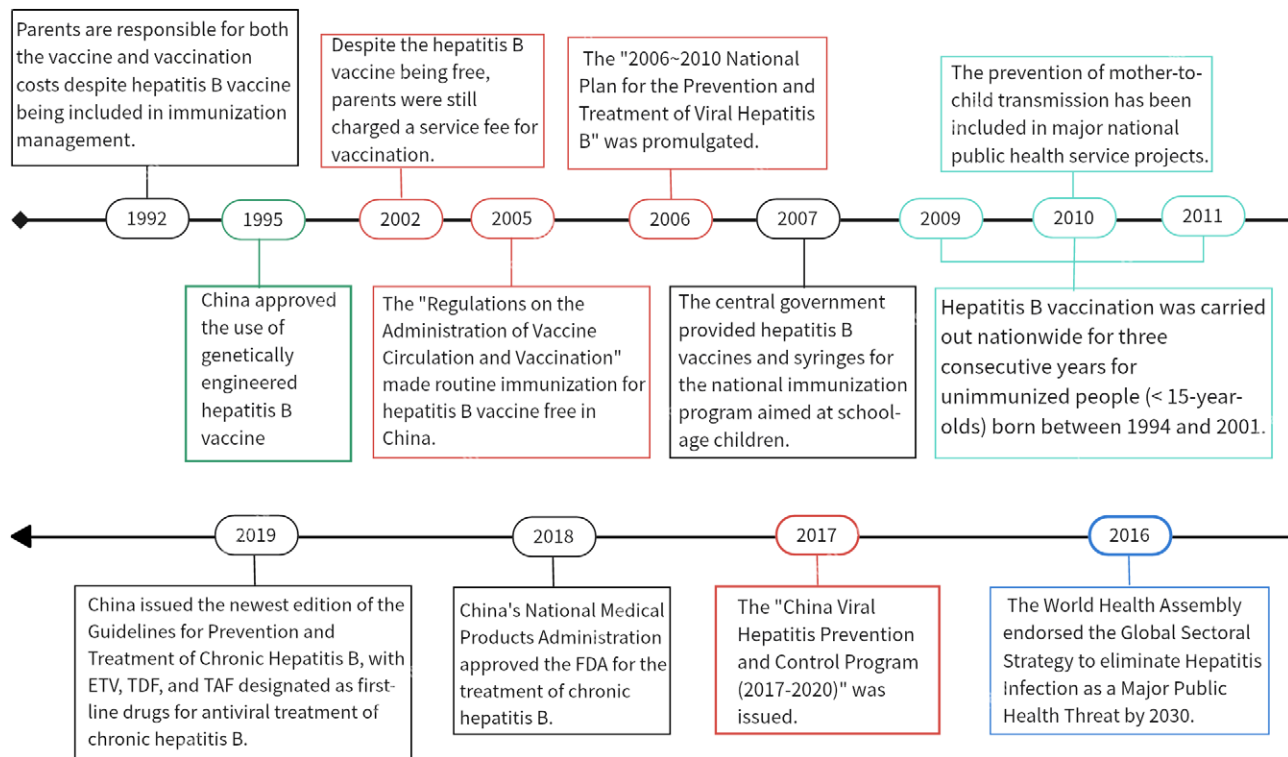 Parents are responsible for both
the vaccine and vaccination
costs despite hepatitis B vaccine
being included in immunization
management.
Despite the hepatitis B
vaccine being free,
parents were still
charged a service fee for
vaccination.
The "2006~2010 National
Plan for the Prevention and
Treatment of Viral Hepatitis
B" was promulgated.
The prevention of mother-to-
child transmission has been
included in major national
public health service projects.
1992
1995
2002
2005
2006
2007
2009
2010
2011
China approved
the use of
genetically
engineered
hepatitis B
vaccine
The "Regulations on the
Administration of Vaccine
Circulation and Vaccination"
made routine immunization for
hepatitis B vaccine free in
China.
The central government
provided hepatitis B
vaccines and syringes for
the national immunization
program aimed at school-
age children.
Hepatitis B vaccination was carried
out nationwide for three
consecutive years for
unimmunized people (< 15-year-
olds) born between 1994 and 2001.
2019
2018
2017
2016
China issued the newest edition of the
Guidelines for Prevention and
Treatment of Chronic Hepatitis B, with
ETV, TDF, and TAF designated as first-
line drugs for antiviral treatment of
chronic hepatitis B.
China's National Medical
Products Administration
approved the FDA for the
treatment of chronic
hepatitis B.
The "China Viral
Hepatitis Prevention
and Control Program
(2017-2020)" was
issued.
The World Health Assembly
endorsed the Global Sectoral
Strategy to eliminate Hepatitis
Infection as a Major Public
Health Threat by 2030.